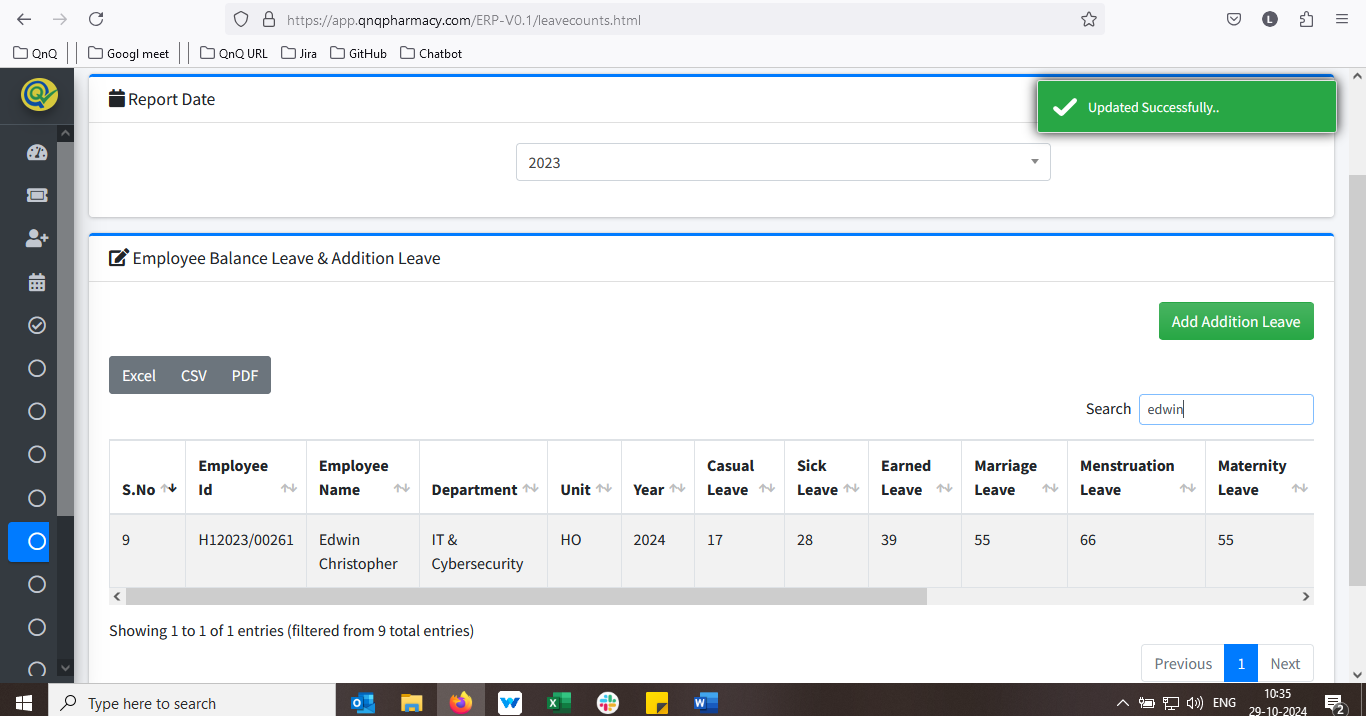 https://app.qnqpharmacy.com/ERP-V0.1/leavecounts.html
L
QnQ
Googl meet
QnQ URL
Jira
GitHub
Chatbot
Report Date
Updated Successfully..
2023
Employee Balance Leave & Addition Leave
Add Addition Leave
Excel CSV PDF
Search edwin
Employee Employee Casual Sick Earned Marriage Menstruation Maternity
S.No Id Name Department Unit Year Leave Leave Leave Leave Leave Leave
9 H12023/00261 Edwin IT & HO 2024 17 28 39 55 66 55
Christopher Cybersecurity
Showing 1 to 1 of 1 entries (filtered from 9 total entries)
Previous 1 Next
Type here to search
ENG
10:35
29-10-2024
2